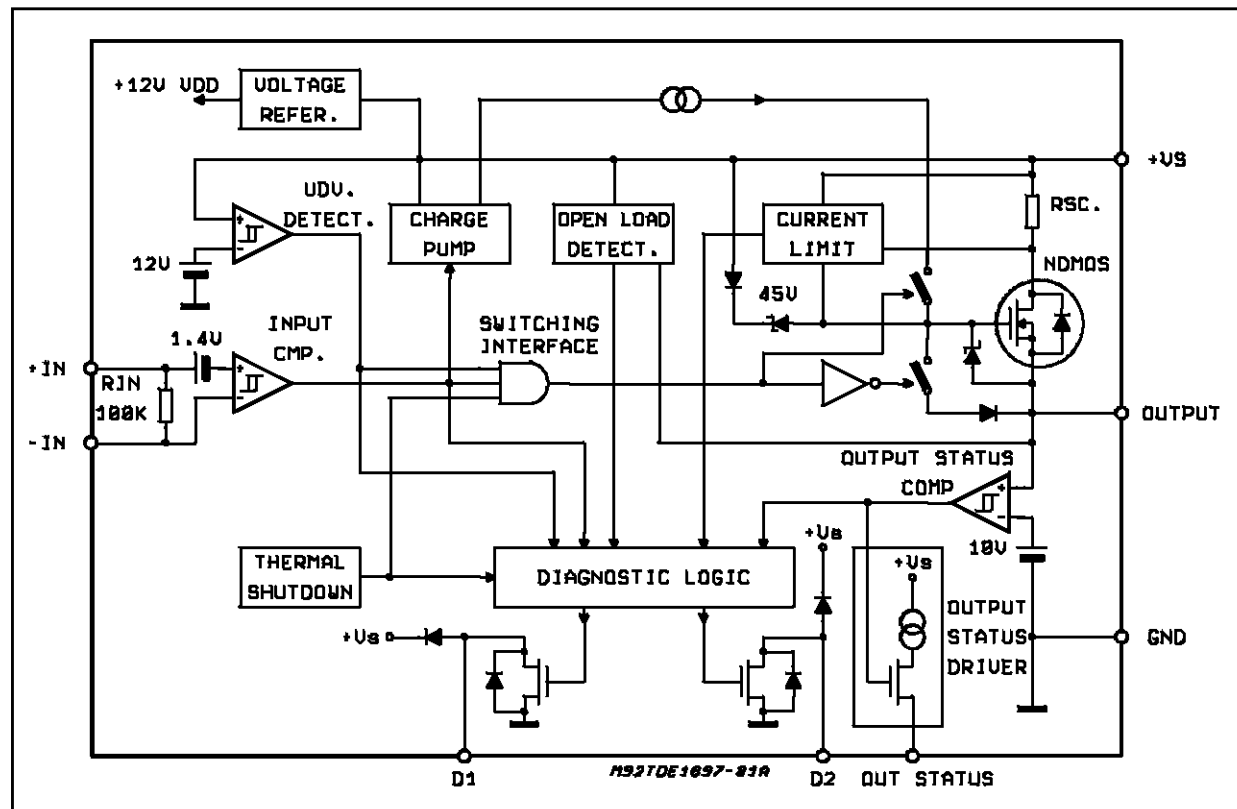 +12V VDD
VOLTAGE
REFER.
+VS
UDV.
DETECT.
CHARGE
PUMP
OPEN LOAD
DETECT.
CURRENT
LIMIT
RSC.
12V
NDMOS
45V
1.4V
INPUT
CMP.
SWITCHING
INTERFACE
+IN
RIN
100K
-IN
OUTPUT
OUTPUT STATUS
COMP
10V
THERMAL
SHUTDOWN
DIAGNOSTIC LOGIC
+Vs
+Vs
OUTPUT
STATUS
DRIVER
GND
+Vs
D1
M92TDE1897-01A
D2
OUT STATUS